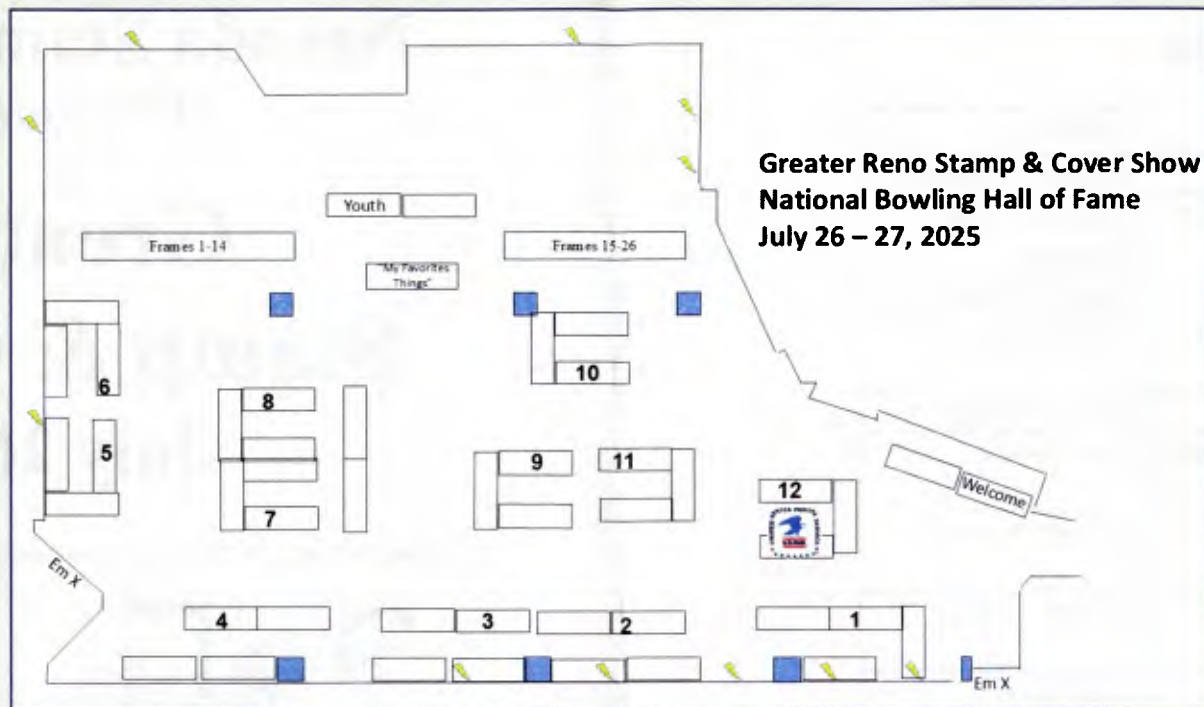 Greater Reno Stamp & Cover Show
National Bowling Hall of Fame
July 26 – 27, 2025
Youth
Frames 1-14
Frames 15-26
"My Favorites
Things"
6
10
8
5
9
11
12
Welcome
7
Em X
4
3
2
1
Em X